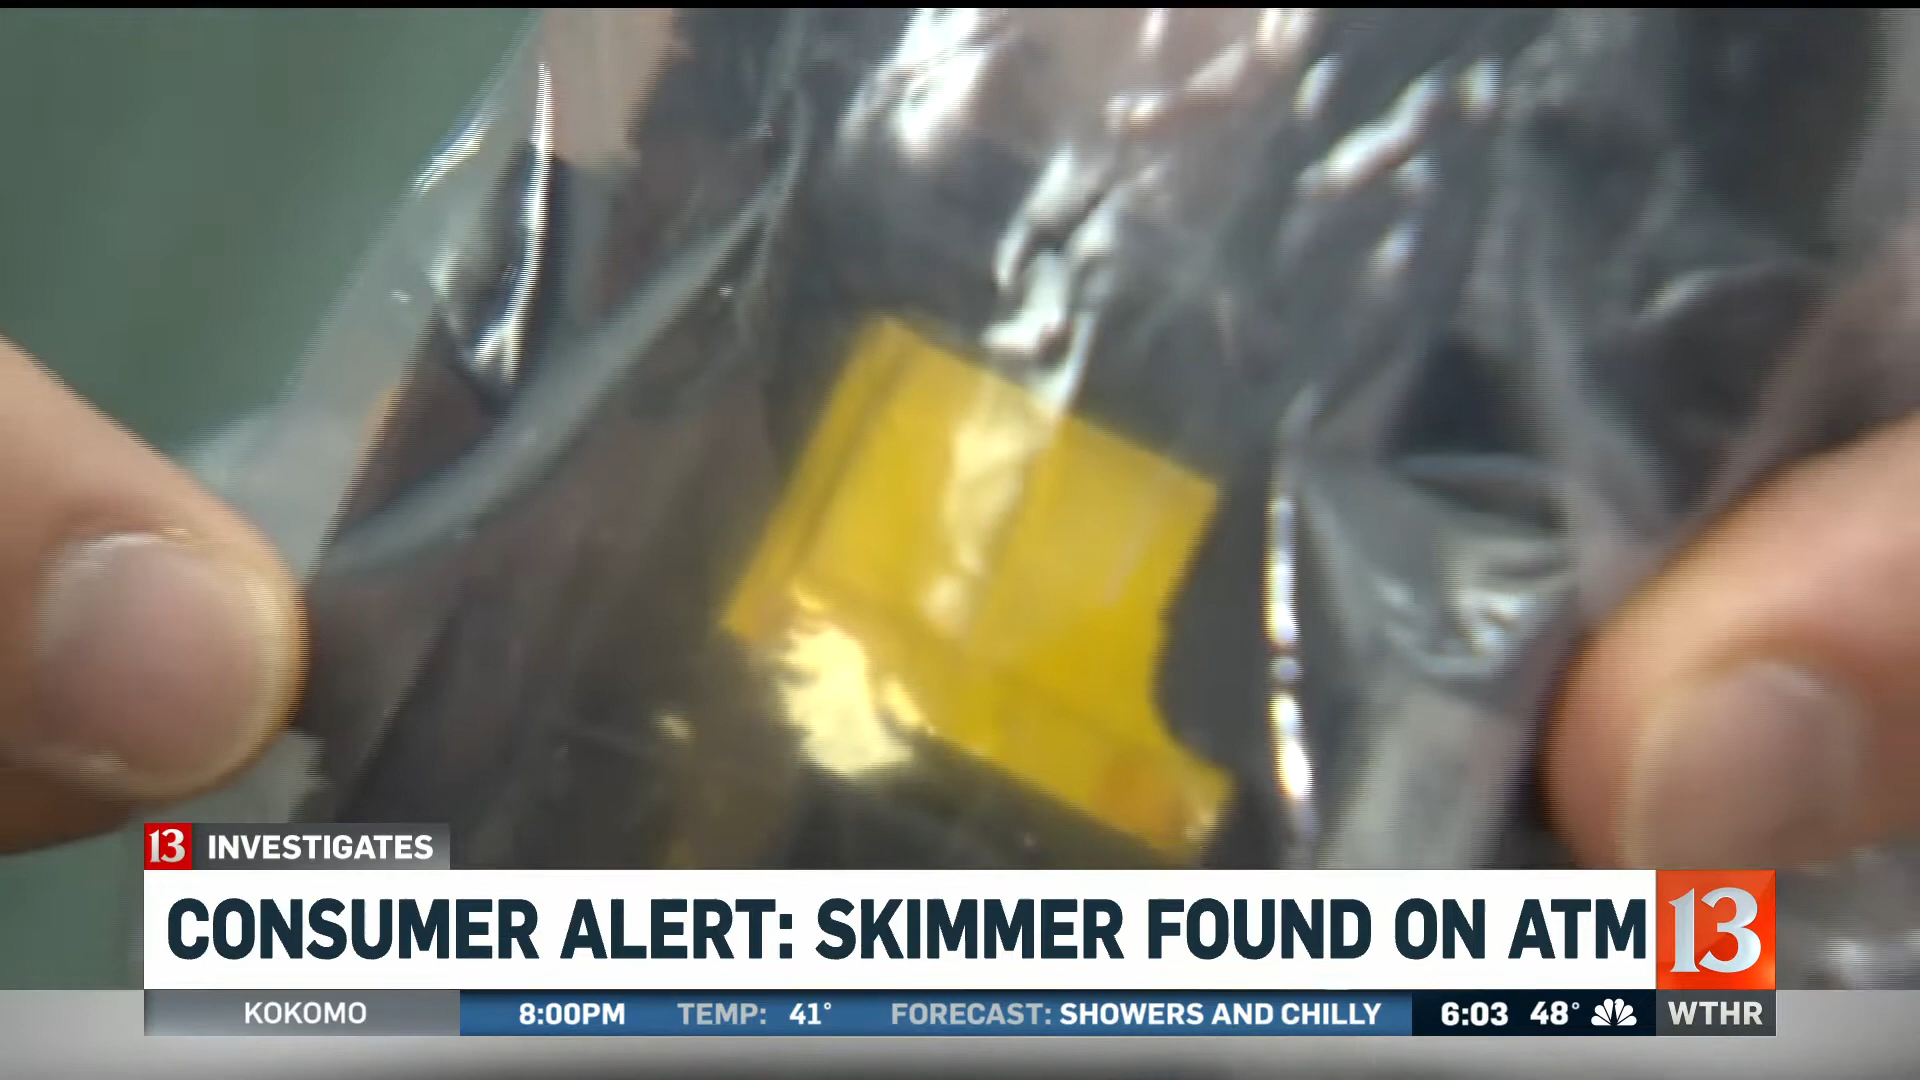 13 INVESTIGATES
CONSUMER ALERT: SKIMMER FOUND ON ATM 13
KOKOMO 8:00PM TEMP: 41° FORECAST: SHOWERS AND CHILLY 6:03 48° WTHR